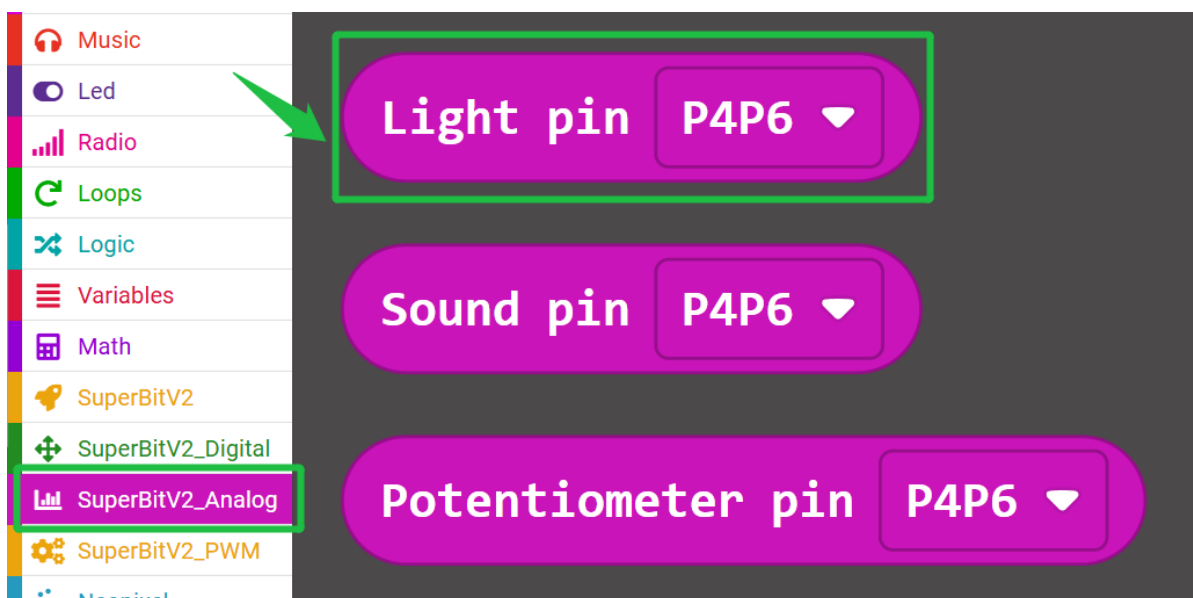 Music
Led
Radio
Loops
Logic
Variables
Math
SuperBitV2
SuperBitV2_Digital
SuperBitV2_Analog
SuperBitV2_PWM
Light pin P4P6
Sound pin P4P6
Potentiometer pin P4P6